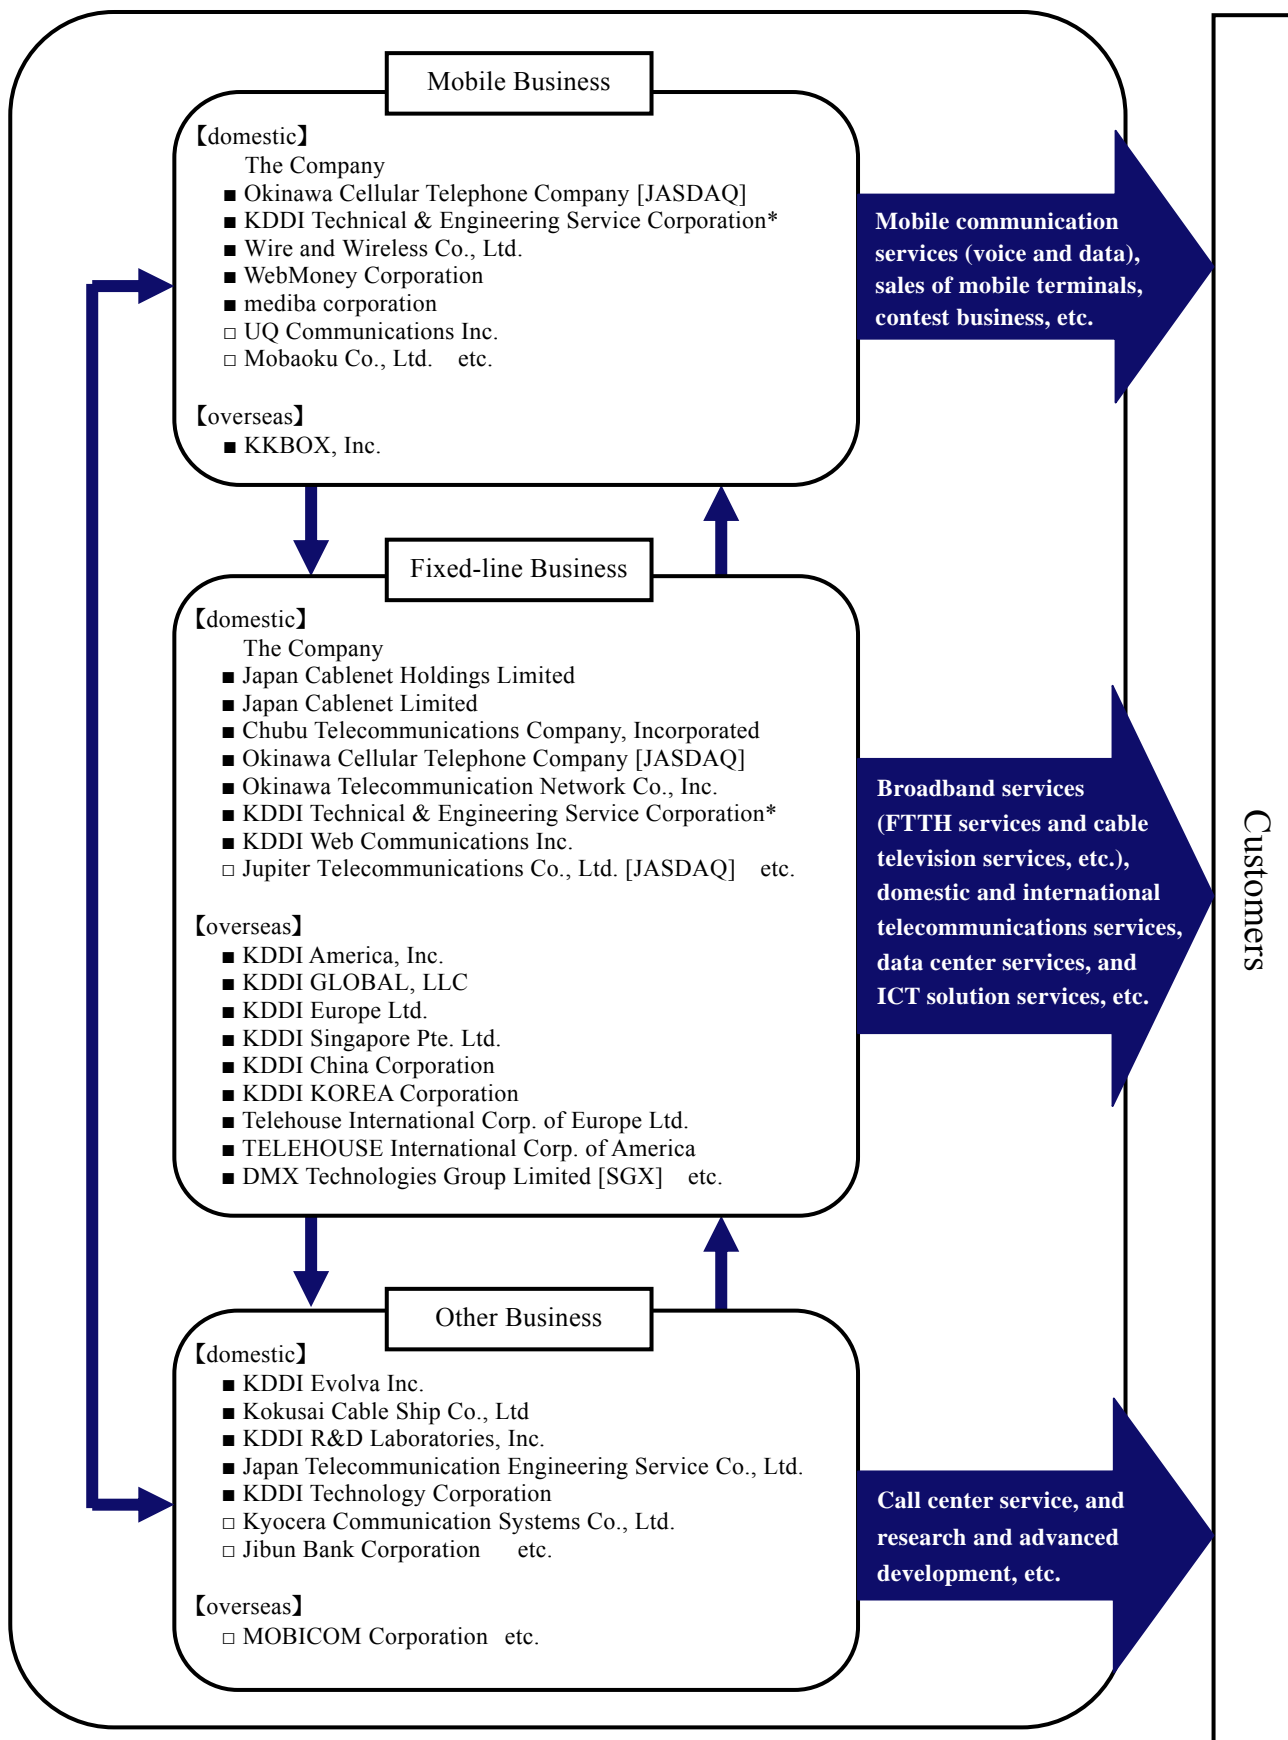 Mobile Business
【domestic】
The Company
■ Okinawa Cellular Telephone Company [JASDAQ]
■ KDDI Technical & Engineering Service Corporation*
■ Wire and Wireless Co., Ltd.
■ WebMoney Corporation
■ mediba corporation
□ UQ Communications Inc.
□ Mobaoku Co., Ltd. etc.
【overseas】
■ KKBOX, Inc.
Mobile communication
services (voice and data),
sales of mobile terminals,
contest business, etc.
Fixed-line Business
【domestic】
The Company
■ Japan Cablenet Holdings Limited
■ Japan Cablenet Limited
■ Chubu Telecommunications Company, Incorporated
■ Okinawa Cellular Telephone Company [JASDAQ]
■ Okinawa Telecommunication Network Co., Inc.
■ KDDI Technical & Engineering Service Corporation*
■ KDDI Web Communications Inc.
□ Jupiter Telecommunications Co., Ltd. [JASDAQ] etc.
【overseas】
■ KDDI America, Inc.
■ KDDI GLOBAL, LLC
■ KDDI Europe Ltd.
■ KDDI Singapore Pte. Ltd.
■ KDDI China Corporation
■ KDDI KOREA Corporation
■ Telehouse International Corp. of Europe Ltd.
■ TELEHOUSE International Corp. of America
■ DMX Technologies Group Limited [SGX] etc.
Broadband services
(FTTH services and cable
television services, etc.),
domestic and international
telecommunications services,
data center services, and
ICT solution services, etc.
Other Business
【domestic】
■ KDDI Evolva Inc.
■ Kokusai Cable Ship Co., Ltd
■ KDDI R&D Laboratories, Inc.
■ Japan Telecommunication Engineering Service Co., Ltd.
■ KDDI Technology Corporation
□ Kyocera Communication Systems Co., Ltd.
□ Jibun Bank Corporation etc.
【overseas】
□ MOBICOM Corporation etc.
Call center service, and
research and advanced
development, etc.
Customers